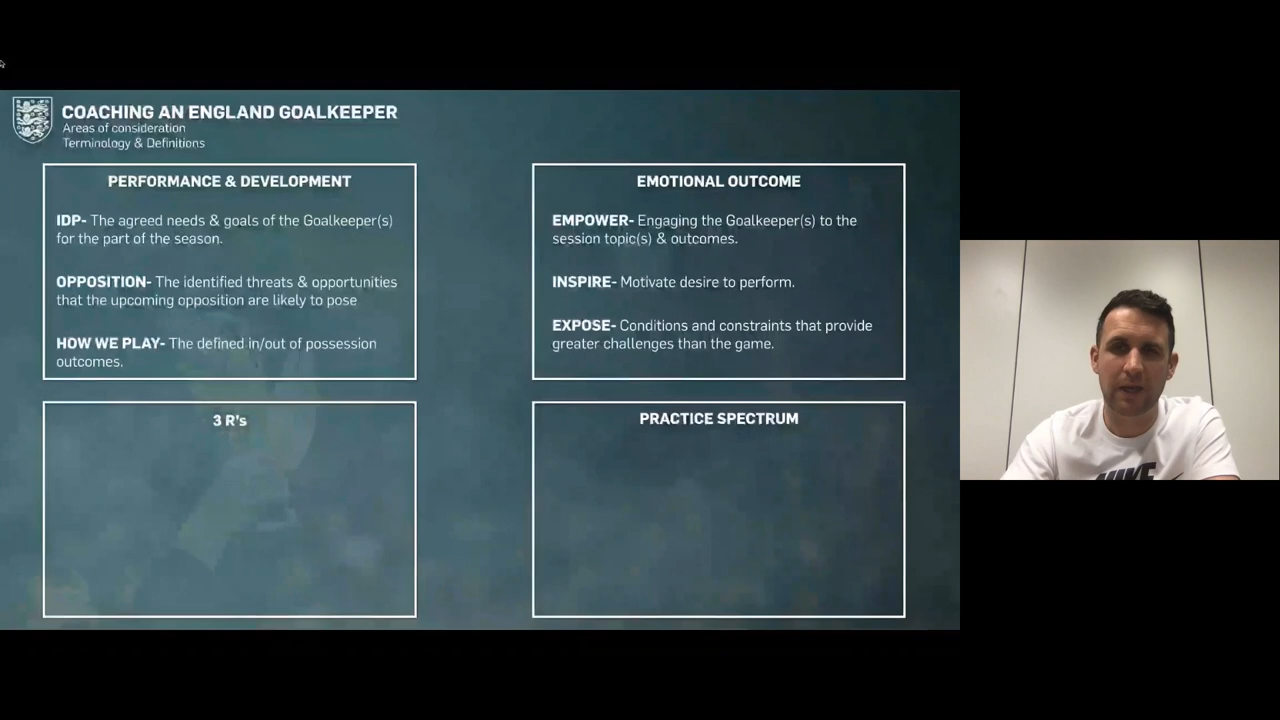 COACHING AN ENGLAND GOALKEEPER
Areas of consideration
Terminology & Definitions
PERFORMANCE & DEVELOPMENT
IDP- The agreed needs & goals of the Goalkeeper(s)
for the part of the season.
OPPOSITION- The identified threats & opportunities
that the upcoming opposition are likely to pose
HOW WE PLAY- The defined in/out of possession
outcomes.
EMOTIONAL OUTCOME
EMPOWER- Engaging the Goalkeeper(s) to the
session topic(s) & outcomes.
INSPIRE- Motivate desire to perform.
EXPOSE- Conditions and constraints that provide
greater challenges than the game.
3 R's
PRACTICE SPECTRUM
NIKE